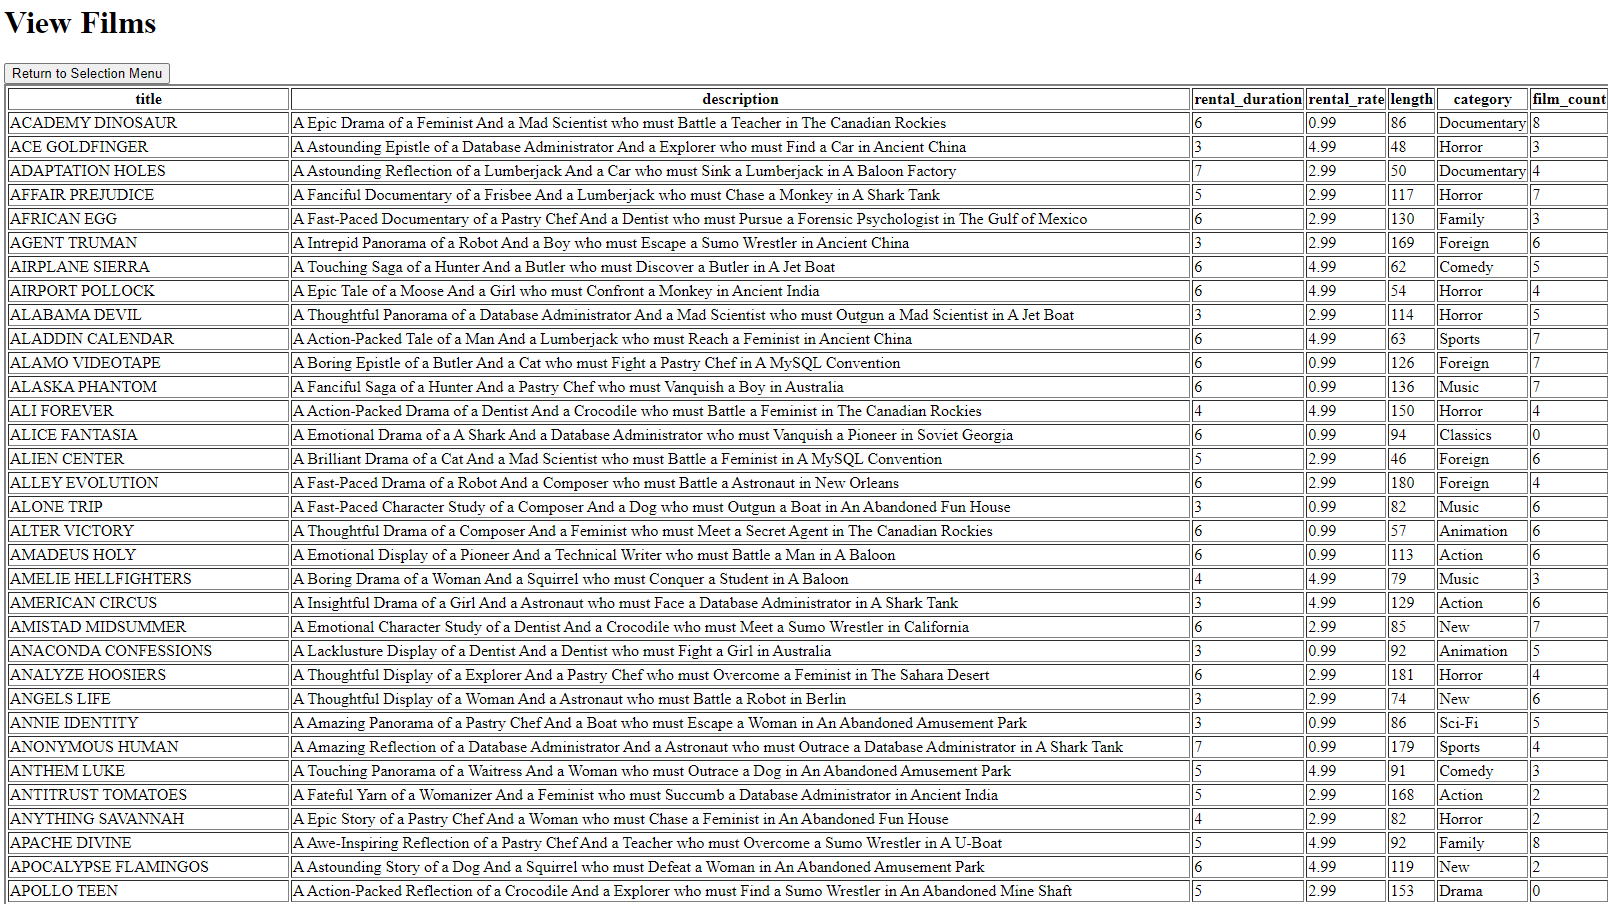 View Films
Return to Selection Menu
title description rental_duration rental_rate length category film_count
ACADEMY DINOSAUR A Epic Drama of a Feminist And a Mad Scientist who must Battle a Teacher in The Canadian Rockies 6 0.99 86 Documentary 8
ACE GOLDFINGER A Astounding Epistle of a Database Administrator And a Explorer who must Find a Car in Ancient China 3 4.99 48 Horror 3
ADAPTATION HOLES A Astounding Reflection of a Lumberjack And a Car who must Sink a Lumberjack in A Baloon Factory 7 2.99 50 Documentary 4
AFFAIR PREJUDICE A Fanciful Documentary of a Frisbee And a Lumberjack who must Chase a Monkey in A Shark Tank 5 2.99 117 Horror 7
AFRICAN EGG A Fast-Paced Documentary of a Pastry Chef And a Dentist who must Pursue a Forensic Psychologist in The Gulf of Mexico 6 2.99 130 Family 3
AGENT TRUMAN A Intrepid Panorama of a Robot And a Boy who must Escape a Sumo Wrestler in Ancient China 3 2.99 169 Foreign 6
AIRPLANE SIERRA A Touching Saga of a Hunter And a Butler who must Discover a Butler in A Jet Boat 6 4.99 62 Comedy 5
AIRPORT POLLOCK A Epic Tale of a Moose And a Girl who must Confront a Monkey in Ancient India 6 4.99 54 Horror 4
ALABAMA DEVIL A Thoughtful Panorama of a Database Administrator And a Mad Scientist who must Outgun a Mad Scientist in A Jet Boat 3 2.99 114 Horror 5
ALADDIN CALENDAR A Action-Packed Tale of a Man And a Lumberjack who must Reach a Feminist in Ancient China 6 4.99 63 Sports 7
ALAMO VIDEOTAPE A Boring Epistle of a Butler And a Cat who must Fight a Pastry Chef in A MySQL Convention 6 0.99 126 Foreign 7
ALASKA PHANTOM A Fanciful Saga of a Hunter And a Pastry Chef who must Vanquish a Boy in Australia 6 0.99 136 Music 7
ALI FOREVER A Action-Packed Drama of a Dentist And a Crocodile who must Battle a Feminist in The Canadian Rockies 4 4.99 150 Horror 4
ALICE FANTASIA A Emotional Drama of a A Shark And a Database Administrator who must Vanquish a Pioneer in Soviet Georgia 6 0.99 94 Classics 0
ALIEN CENTER A Brilliant Drama of a Cat And a Mad Scientist who must Battle a Feminist in A MySQL Convention 5 2.99 46 Foreign 6
ALLEY EVOLUTION A Fast-Paced Drama of a Robot And a Composer who must Battle a Astronaut in New Orleans 6 2.99 180 Foreign 4
ALONE TRIP A Fast-Paced Character Study of a Composer And a Dog who must Outgun a Boat in An Abandoned Fun House 3 0.99 82 Music 6
ALTER VICTORY A Thoughtful Drama of a Composer And a Feminist who must Meet a Secret Agent in The Canadian Rockies 6 0.99 57 Animation 6
AMADEUS HOLY A Emotional Display of a Pioneer And a Technical Writer who must Battle a Man in A Baloon 6 0.99 113 Action 6
AMELIE HELLFIGHTERS A Boring Drama of a Woman And a Squirrel who must Conquer a Student in A Baloon 4 4.99 79 Music 3
AMERICAN CIRCUS A Insightful Drama of a Girl And a Astronaut who must Face a Database Administrator in A Shark Tank 3 4.99 129 Action 6
AMISTAD MIDSUMMER A Emotional Character Study of a Dentist And a Crocodile who must Meet a Sumo Wrestler in California 6 2.99 85 New 7
ANACONDA CONFESSIONS A Lacklusture Display of a Dentist And a Dentist who must Fight a Girl in Australia 3 0.99 92 Animation 5
ANALYZE HOOSIERS A Thoughtful Display of a Explorer And a Pastry Chef who must Overcome a Feminist in The Sahara Desert 6 2.99 181 Horror 4
ANGELS LIFE A Thoughtful Display of a Woman And a Astronaut who must Battle a Robot in Berlin 3 2.99 74 New 6
ANNIE IDENTITY A Amazing Panorama of a Pastry Chef And a Boat who must Escape a Woman in An Abandoned Amusement Park 3 0.99 86 Sci-Fi 5
ANONYMOUS HUMAN A Amazing Reflection of a Database Administrator And a Astronaut who must Outrace a Database Administrator in A Shark Tank 7 0.99 179 Sports 4
ANTHEM LUKE A Touching Panorama of a Waitress And a Woman who must Outrace a Dog in An Abandoned Amusement Park 5 4.99 91 Comedy 3
ANTITRUST TOMATOES A Fateful Yarn of a Womanizer And a Feminist who must Succumb a Database Administrator in Ancient India 5 2.99 168 Action 2
ANYTHING SAVANNAH A Epic Story of a Pastry Chef And a Woman who must Chase a Feminist in An Abandoned Fun House 4 2.99 82 Horror 2
APACHE DIVINE A Awe-Inspiring Reflection of a Pastry Chef And a Teacher who must Overcome a Sumo Wrestler in A U-Boat 5 4.99 92 Family 8
APOCALYPSE FLAMINGOS A Astounding Story of a Dog And a Squirrel who must Defeat a Woman in An Abandoned Amusement Park 6 4.99 119 New 2
APOLLO TEEN A Action-Packed Reflection of a Crocodile And a Explorer who must Find a Sumo Wrestler in An Abandoned Mine Shaft 5 2.99 153 Drama 0